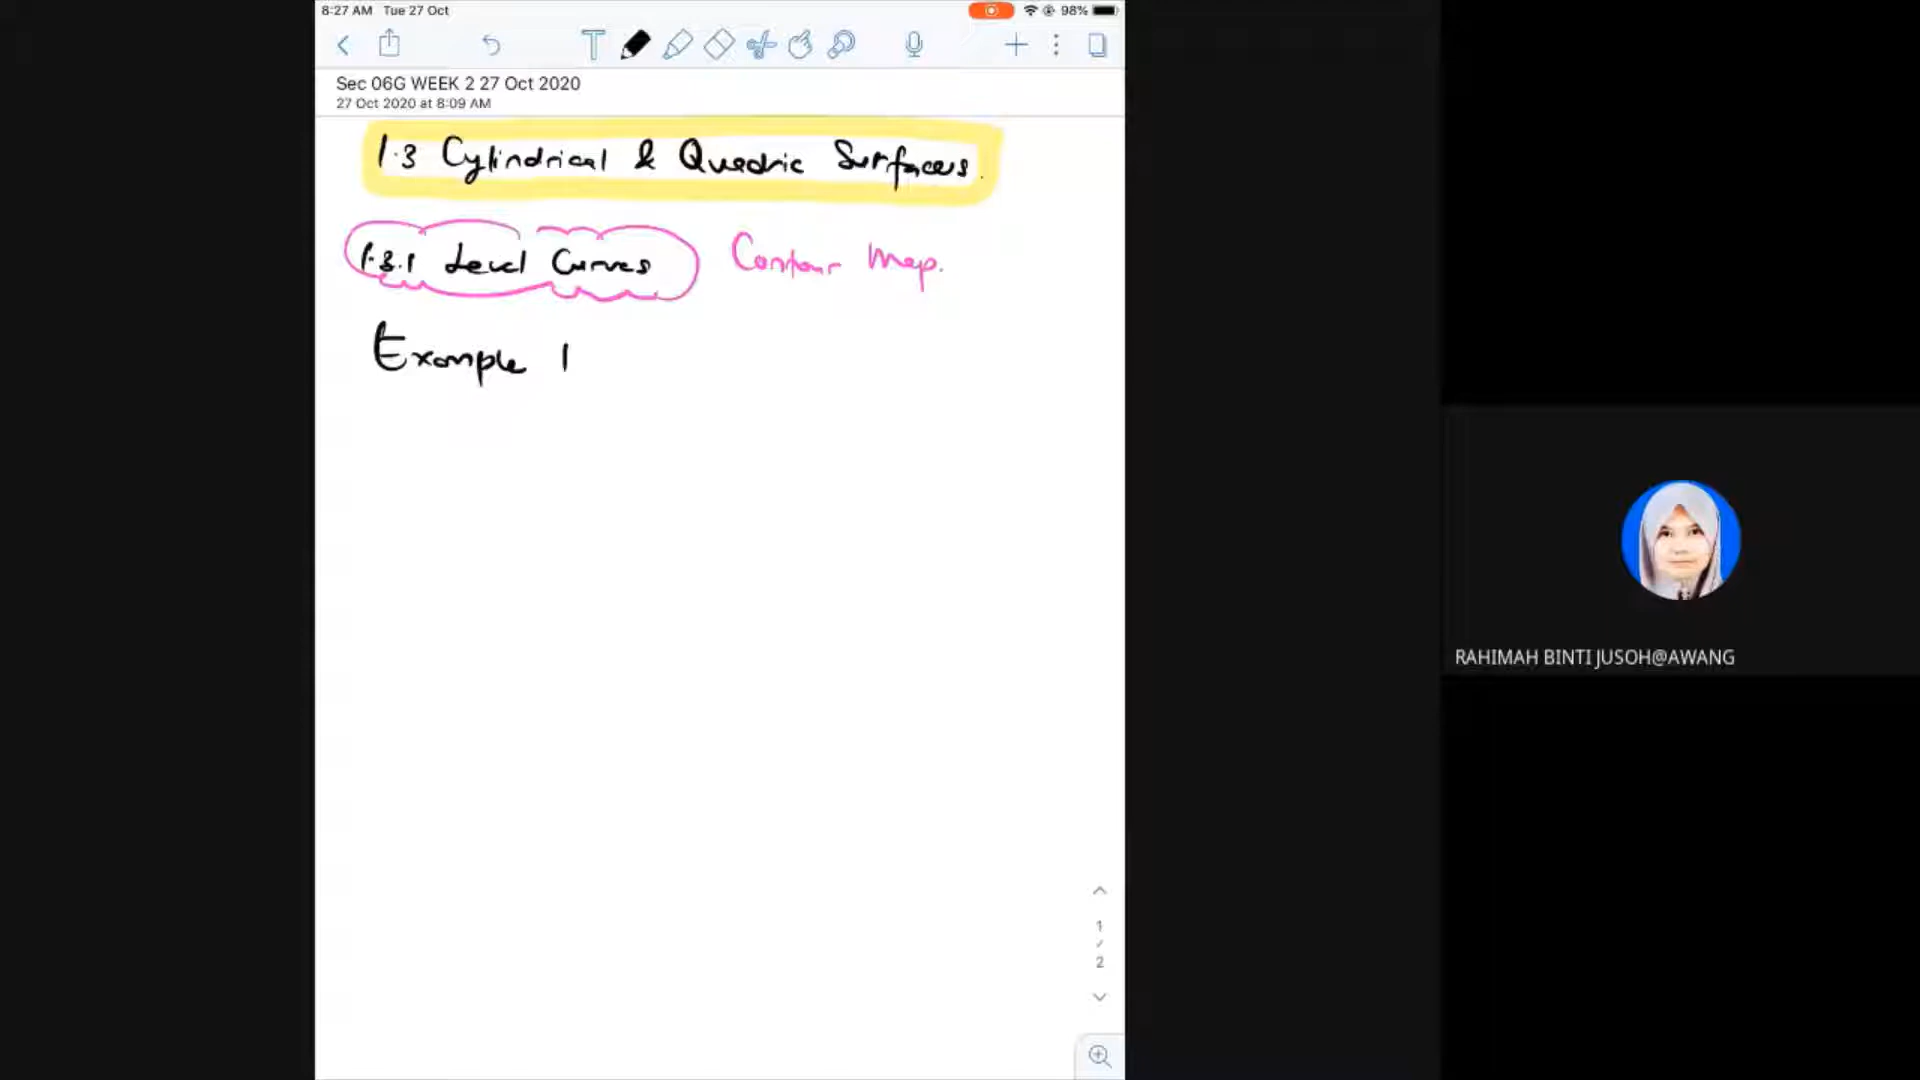 8:27 AM Tue 27 Oct 98%
Sec 06G WEEK 2 27 Oct 2020
27 Oct 2020 at 8:09 AM
1.3 Cylindrical & Quadric Surfaces.
1.3.1 Level Curves Contour Map.
Example 1
1
/
2
RAHIMAH BINTI JUSOH@AWANG